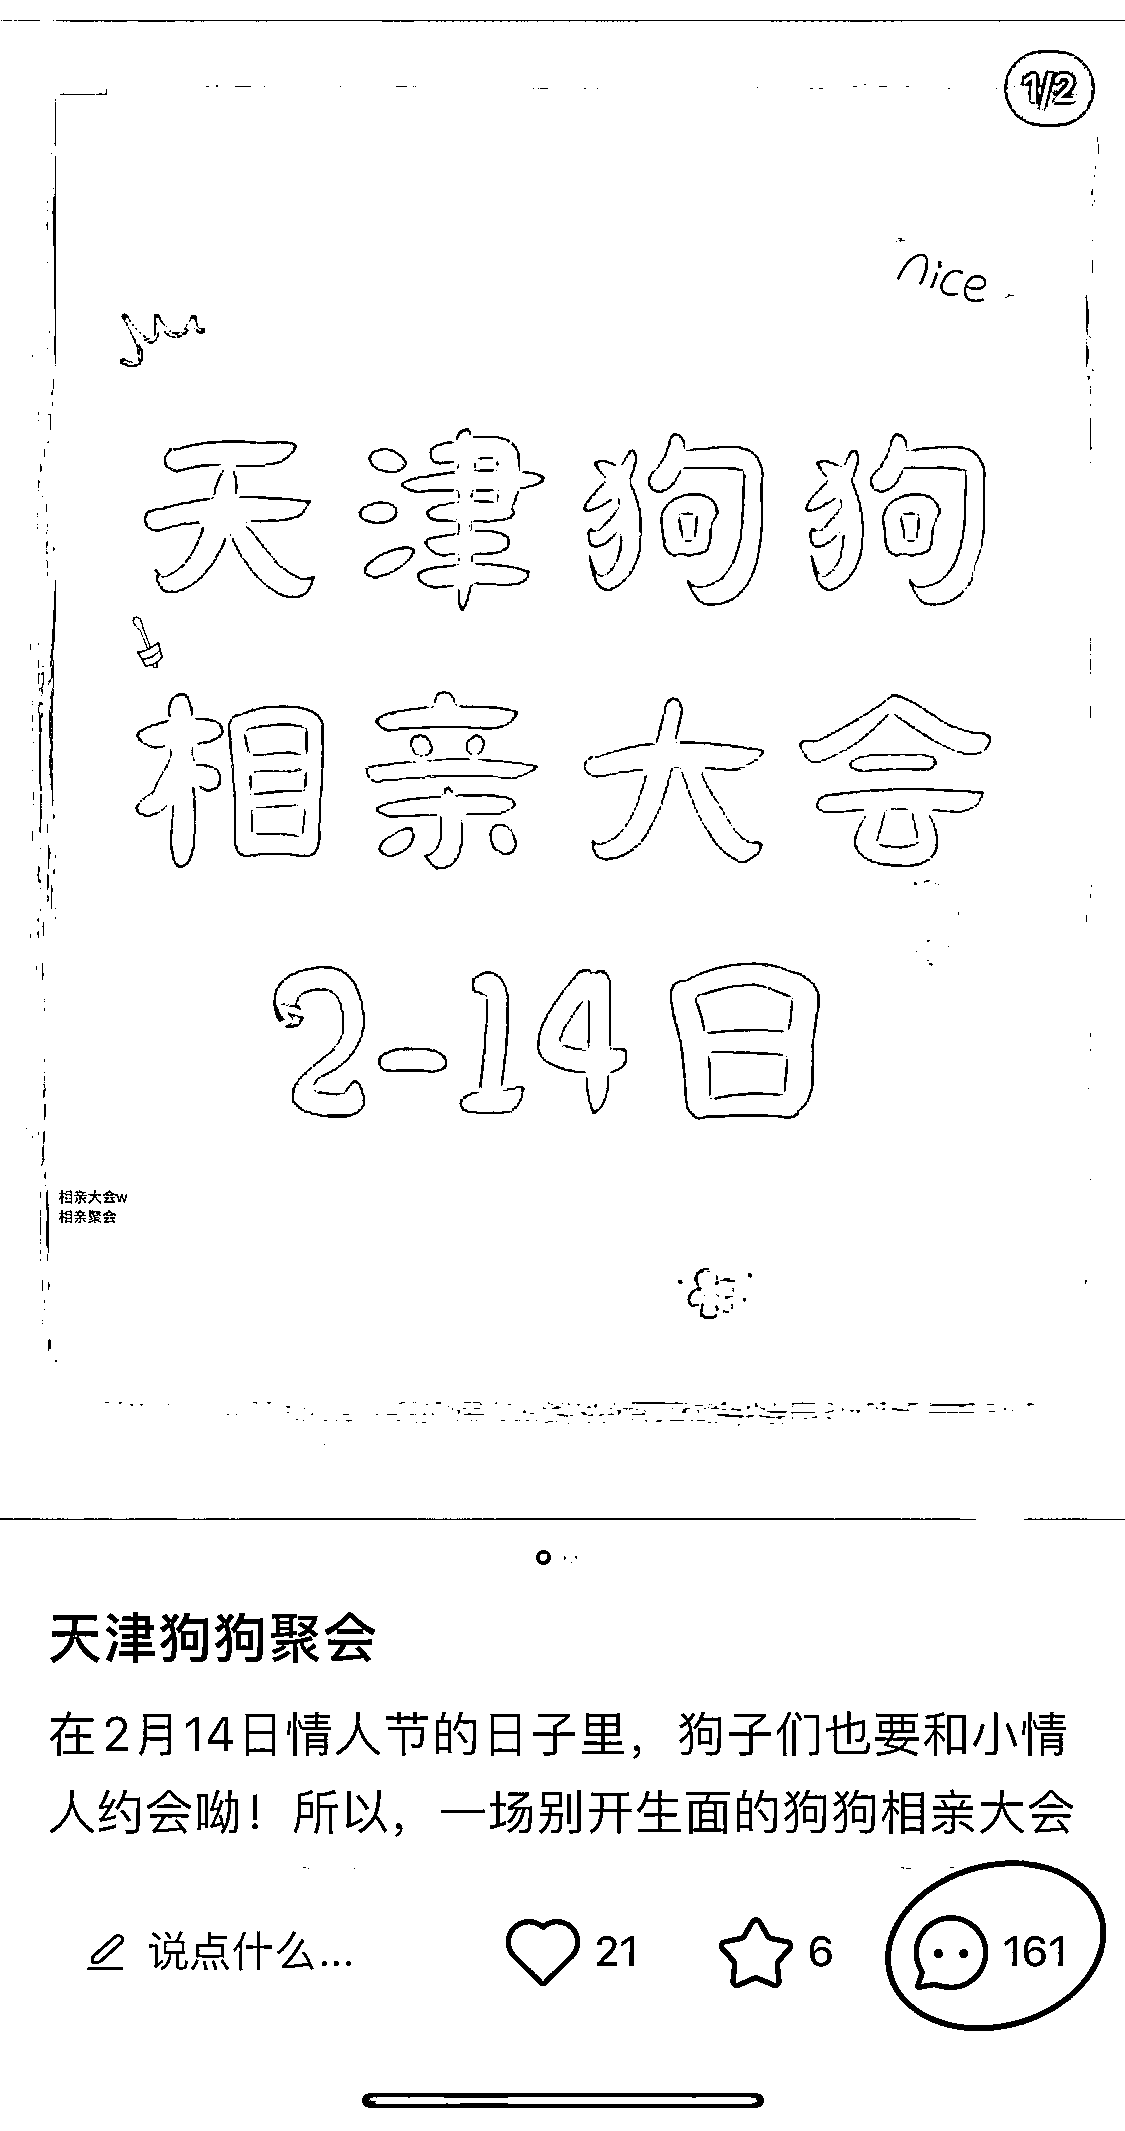 1/2
nice
天津狗狗
相亲大会
2-14日
相亲大会w
相亲聚会
天津狗狗聚会
在2月14日情人节的日子里，狗子们也要和小情
人约会呦！所以，一场别开生面的狗狗相亲大会
说点什么...
21
6
161